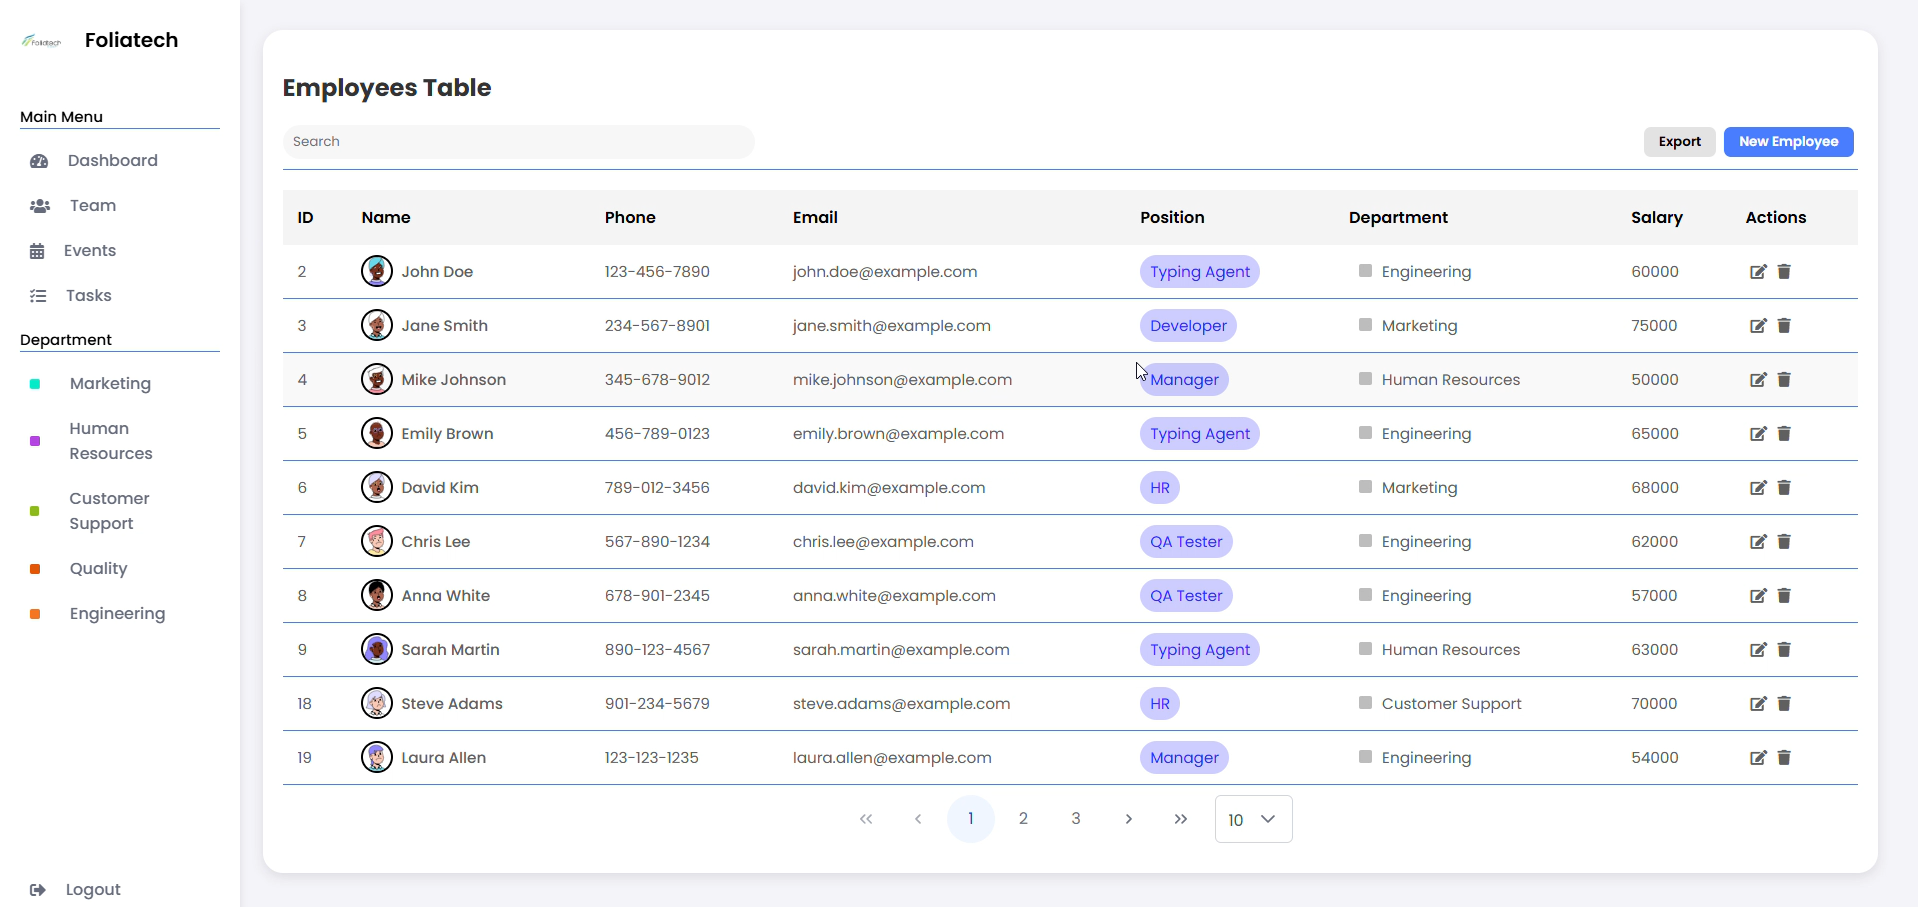 Foliatech Foliatech
Main Menu
Dashboard
Team
Events
Tasks
Department
Marketing
Human
Resources
Customer
Support
Quality
Engineering
Logout
Employees Table
Search Export New Employee
ID Name Phone Email Position Department Salary Actions
2 John Doe 123-456-7890 john.doe@example.com Typing Agent Engineering 60000
3 Jane Smith 234-567-8901 jane.smith@example.com Developer Marketing 75000
4 Mike Johnson 345-678-9012 mike.johnson@example.com Manager Human Resources 50000
5 Emily Brown 456-789-0123 emily.brown@example.com Typing Agent Engineering 65000
6 David Kim 789-012-3456 david.kim@example.com HR Marketing 68000
7 Chris Lee 567-890-1234 chris.lee@example.com QA Tester Engineering 62000
8 Anna White 678-901-2345 anna.white@example.com QA Tester Engineering 57000
9 Sarah Martin 890-123-4567 sarah.martin@example.com Typing Agent Human Resources 63000
18 Steve Adams 901-234-5679 steve.adams@example.com HR Customer Support 70000
19 Laura Allen 123-123-1235 laura.allen@example.com Manager Engineering 54000
1 2 3 10